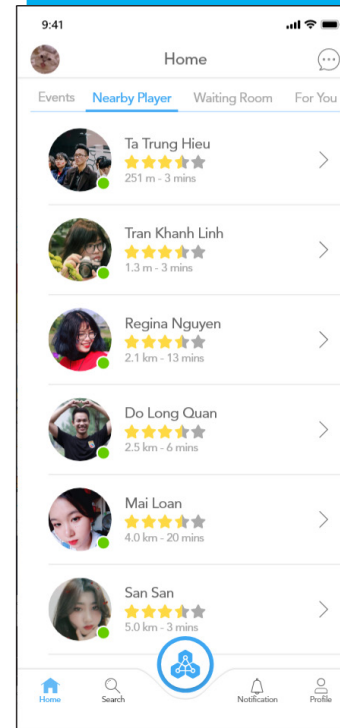 9:41
Home
Events Nearby Player Waiting Room For You
Ta Trung Hieu
251 m - 3 mins
Tran Khanh Linh
1.3 m - 3 mins
Regina Nguyen
2.1 km - 13 mins
Do Long Quan
2.5 km - 6 mins
Mai Loan
4.0 km - 20 mins
San San
5.0 km - 3 mins
Home Search Notification Profile